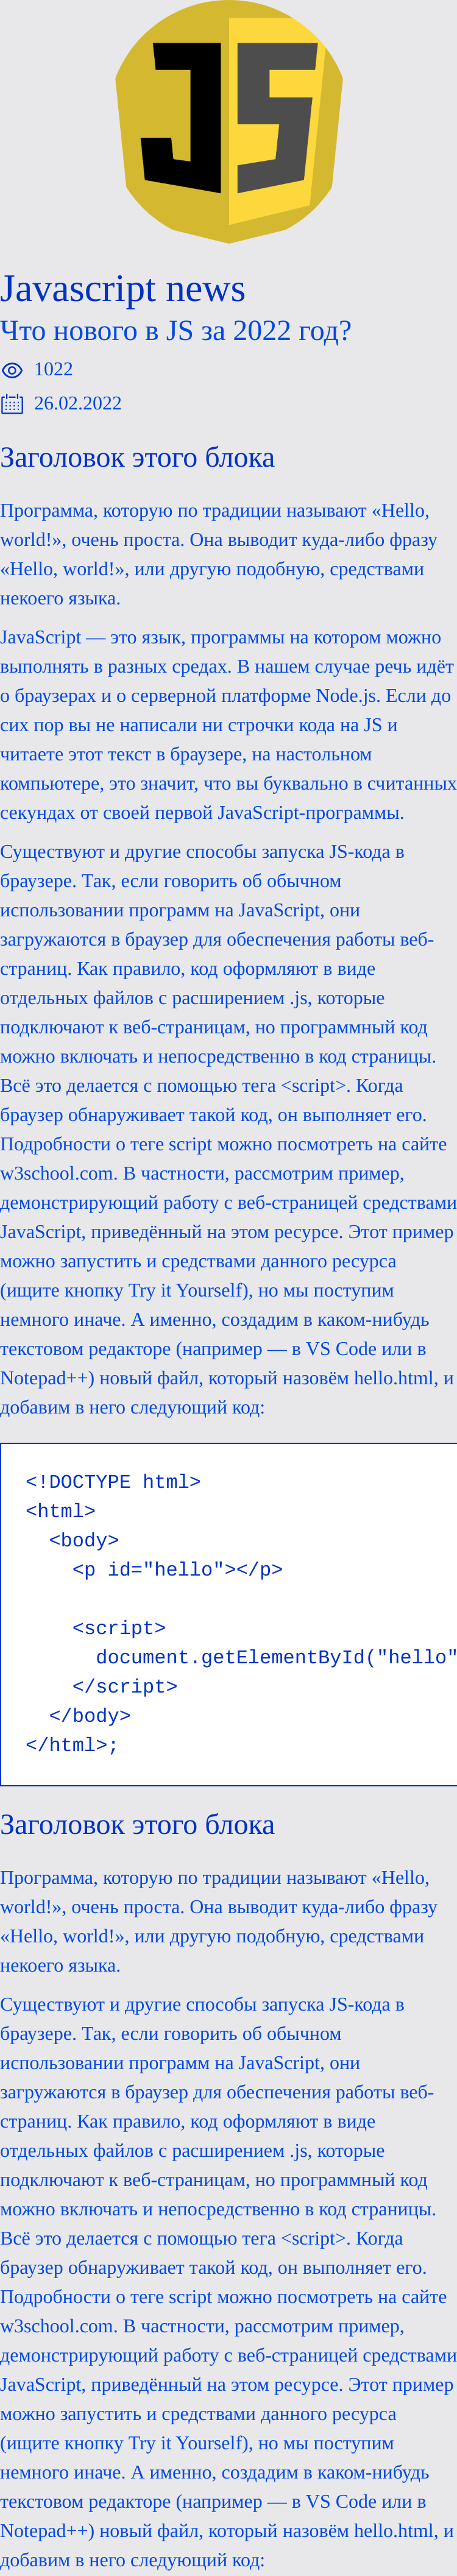 JS
Javascript news
Что нового в JS за 2022 год?
1022
26.02.2022
Заголовок этого блока
Программа, которую по традиции называют «Hello,
world!», очень проста. Она выводит куда-либо фразу
«Hello, world!», или другую подобную, средствами
некоего языка.
JavaScript — это язык, программы на котором можно
выполнять в разных средах. В нашем случае речь идёт
о браузерах и о серверной платформе Node.js. Если до
сих пор вы не написали ни строчки кода на JS и
читаете этот текст в браузере, на настольном
компьютере, это значит, что вы буквально в считанных
секундах от своей первой JavaScript-программы.
Существуют и другие способы запуска JS-кода в
браузере. Так, если говорить об обычном
использовании программ на JavaScript, они
загружаются в браузер для обеспечения работы веб-
страниц. Как правило, код оформляют в виде
отдельных файлов с расширением .js, которые
подключают к веб-страницам, но программный код
можно включать и непосредственно в код страницы.
Всё это делается с помощью тега <script>. Когда
браузер обнаруживает такой код, он выполняет его.
Подробности о теге script можно посмотреть на сайте
w3school.com. В частности, рассмотрим пример,
демонстрирующий работу с веб-страницей средствами
JavaScript, приведённый на этом ресурсе. Этот пример
можно запустить и средствами данного ресурса
(ищите кнопку Try it Yourself), но мы поступим
немного иначе. А именно, создадим в каком-нибудь
текстовом редакторе (например — в VS Code или в
Notepad++) новый файл, который назовём hello.html, и
добавим в него следующий код:
<!DOCTYPE html>
<html>
<body>
<p id="hello"></p>
<script>
document.getElementById("hello"
</script>
</body>
</html>;
Заголовок этого блока
Программа, которую по традиции называют «Hello,
world!», очень проста. Она выводит куда-либо фразу
«Hello, world!», или другую подобную, средствами
некоего языка.
Существуют и другие способы запуска JS-кода в
браузере. Так, если говорить об обычном
использовании программ на JavaScript, они
загружаются в браузер для обеспечения работы веб-
страниц. Как правило, код оформляют в виде
отдельных файлов с расширением .js, которые
подключают к веб-страницам, но программный код
можно включать и непосредственно в код страницы.
Всё это делается с помощью тега <script>. Когда
браузер обнаруживает такой код, он выполняет его.
Подробности о теге script можно посмотреть на сайте
w3school.com. В частности, рассмотрим пример,
демонстрирующий работу с веб-страницей средствами
JavaScript, приведённый на этом ресурсе. Этот пример
можно запустить и средствами данного ресурса
(ищите кнопку Try it Yourself), но мы поступим
немного иначе. А именно, создадим в каком-нибудь
текстовом редакторе (например — в VS Code или в
Notepad++) новый файл, который назовём hello.html, и
добавим в него следующий код: